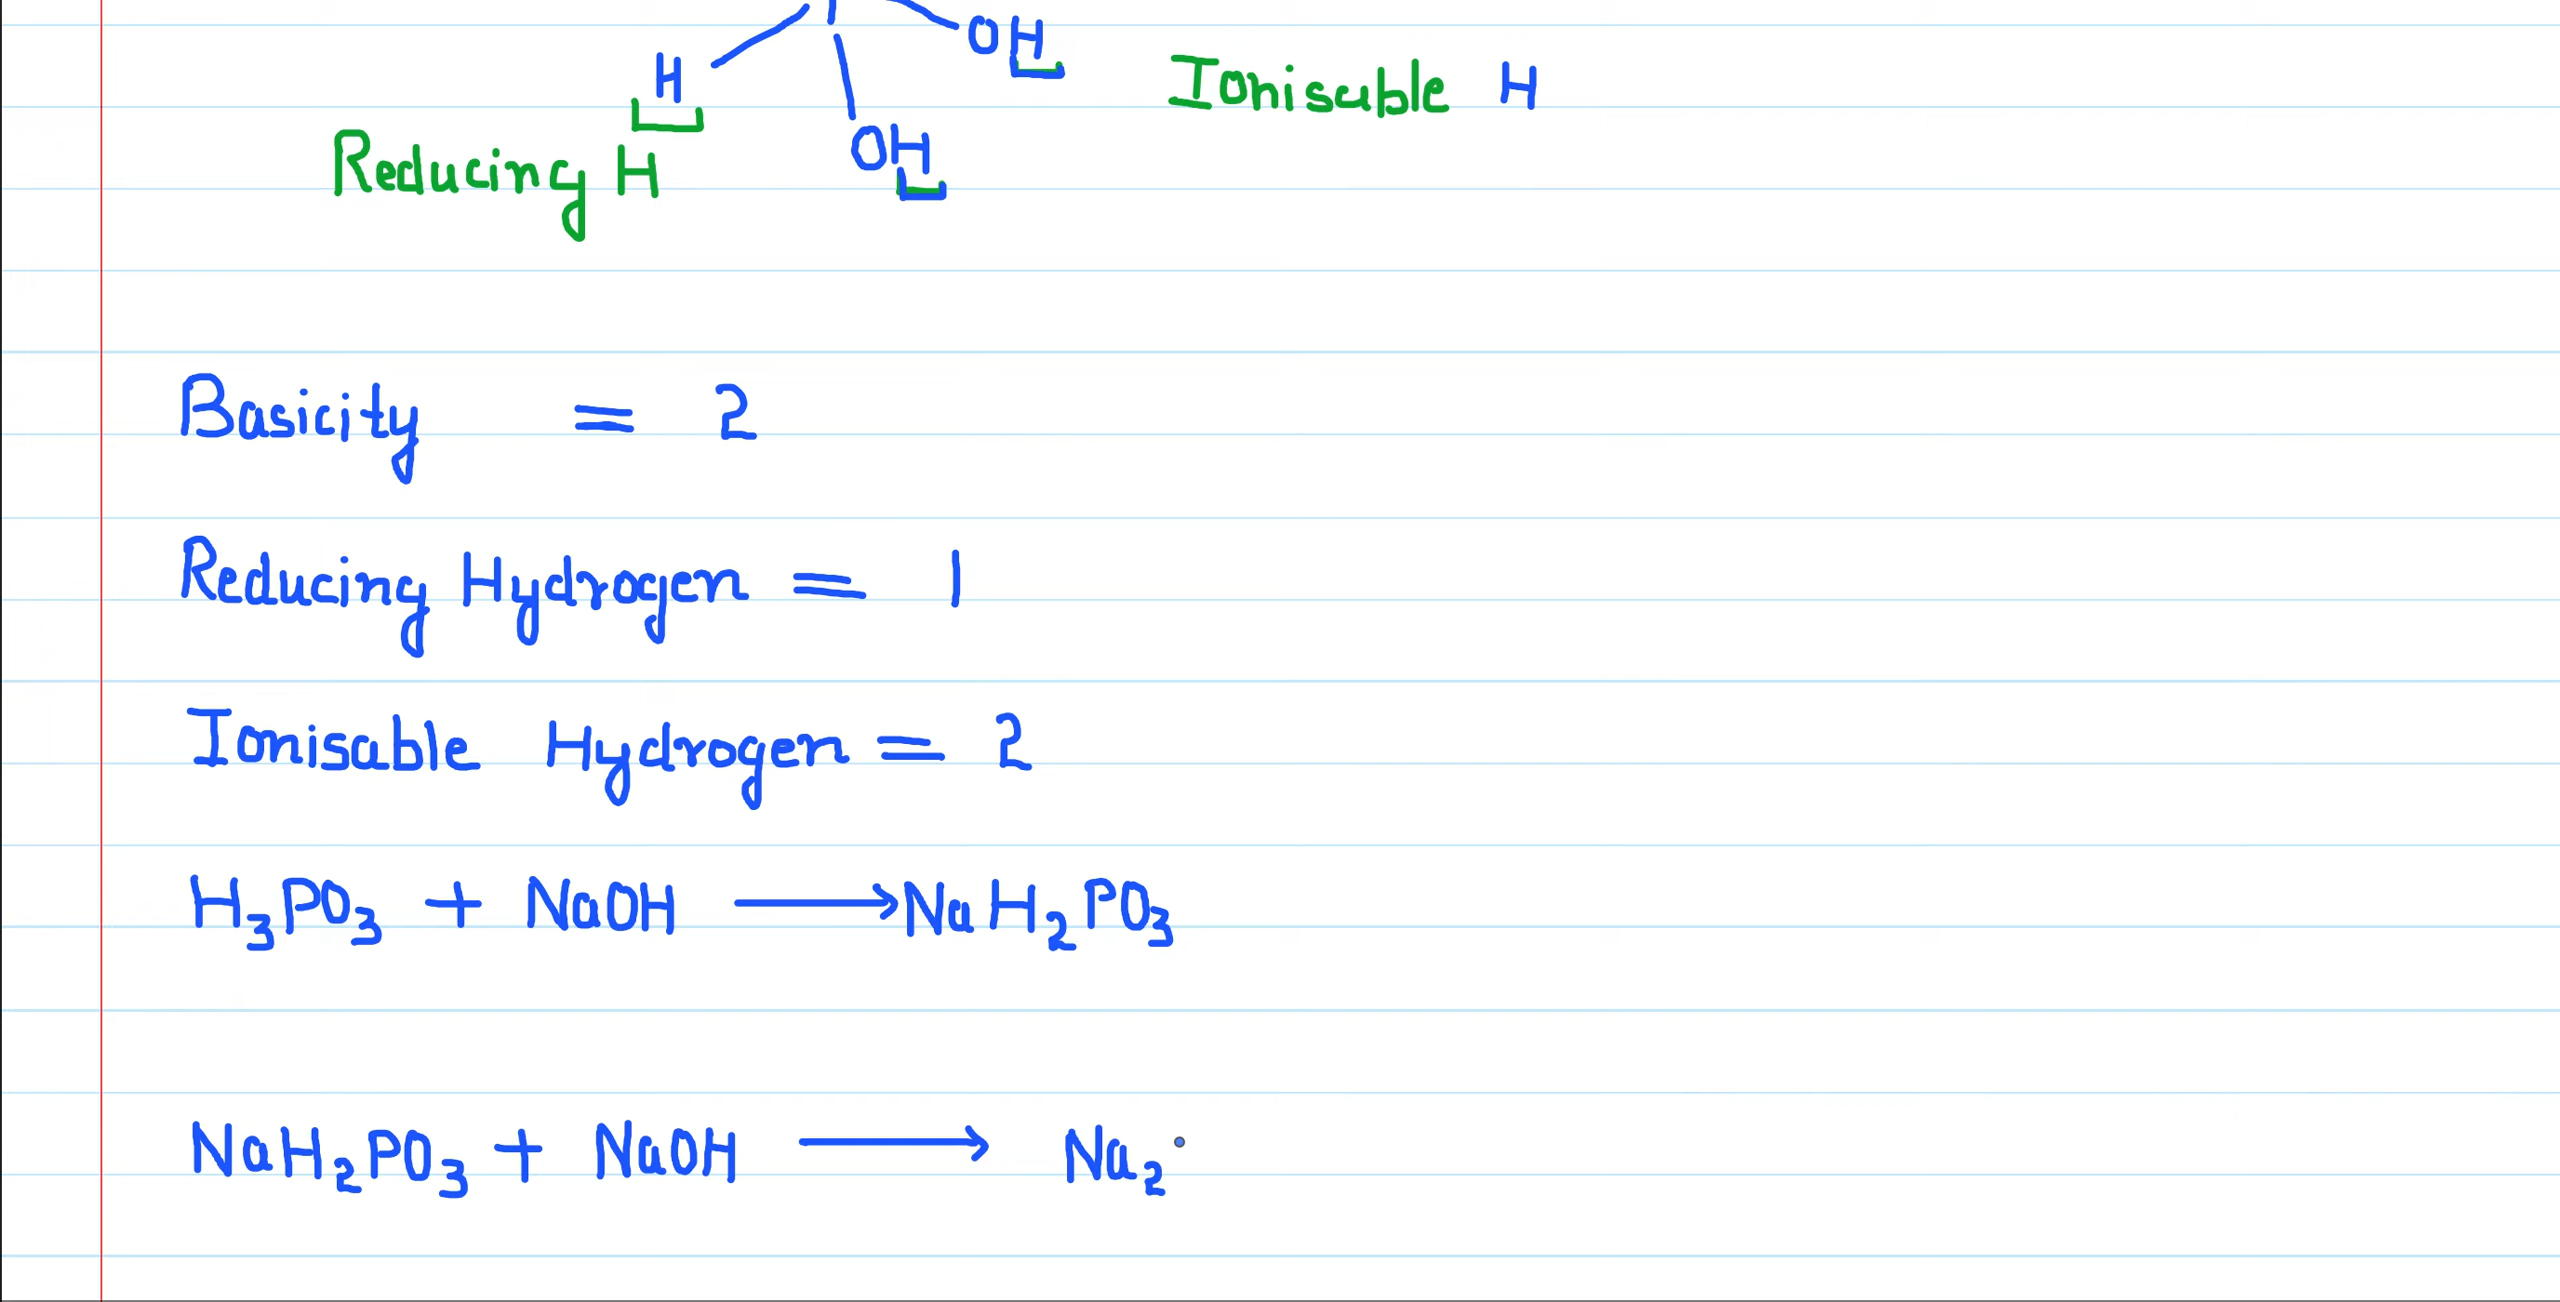 OH
H
Ionisable H
OH
Reducing H
Basicity = 2
Reducing Hydrogen = 1
Ionisable Hydrogen = 2
H₃PO₃ + NaOH ⟶ NaH₂PO₃
NaH₂PO₃ + NaOH ⟶ Na₂